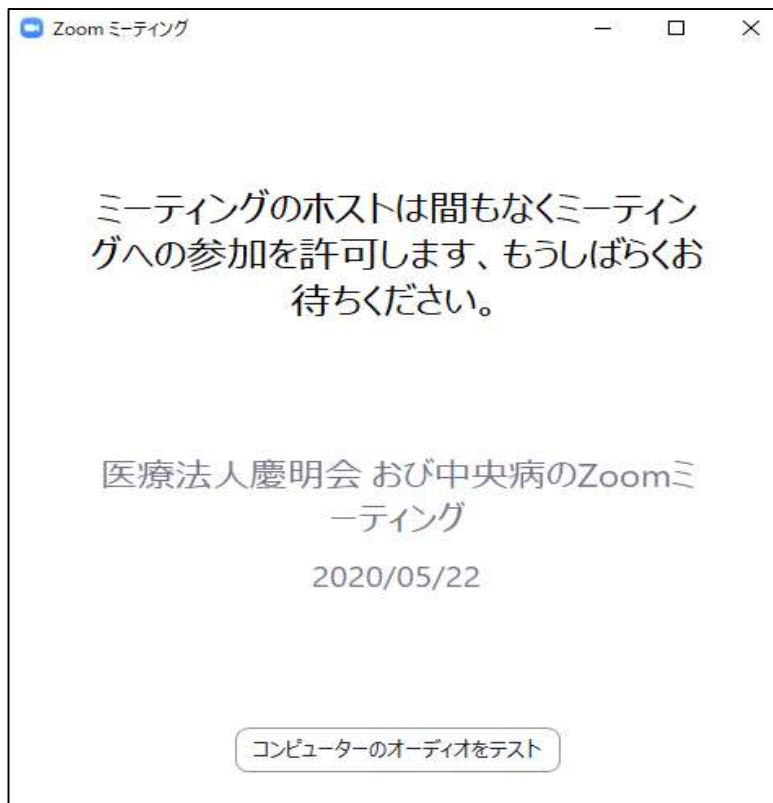 Zoom ミーティング
ミーティングのホストは間もなくミーティン
グへの参加を許可します、もうしばらくお
待ちください。
医療法人慶明会 おび中央病のZoomミ
ーティング
2020/05/22
コンピューターのオーディオをテスト